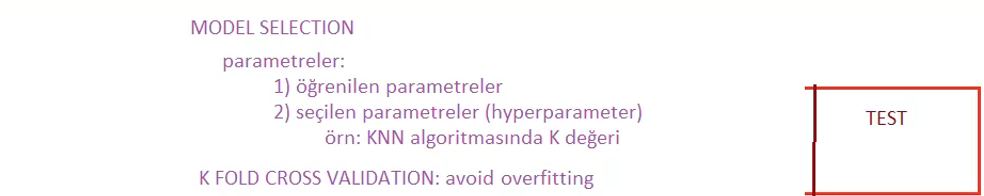 MODEL SELECTION
parametreler:
1) öğrenilen parametreler
2) seçilen parametreler (hyperparameter)
örn: KNN algoritmasında K değeri
K FOLD CROSS VALIDATION: avoid overfitting
TEST